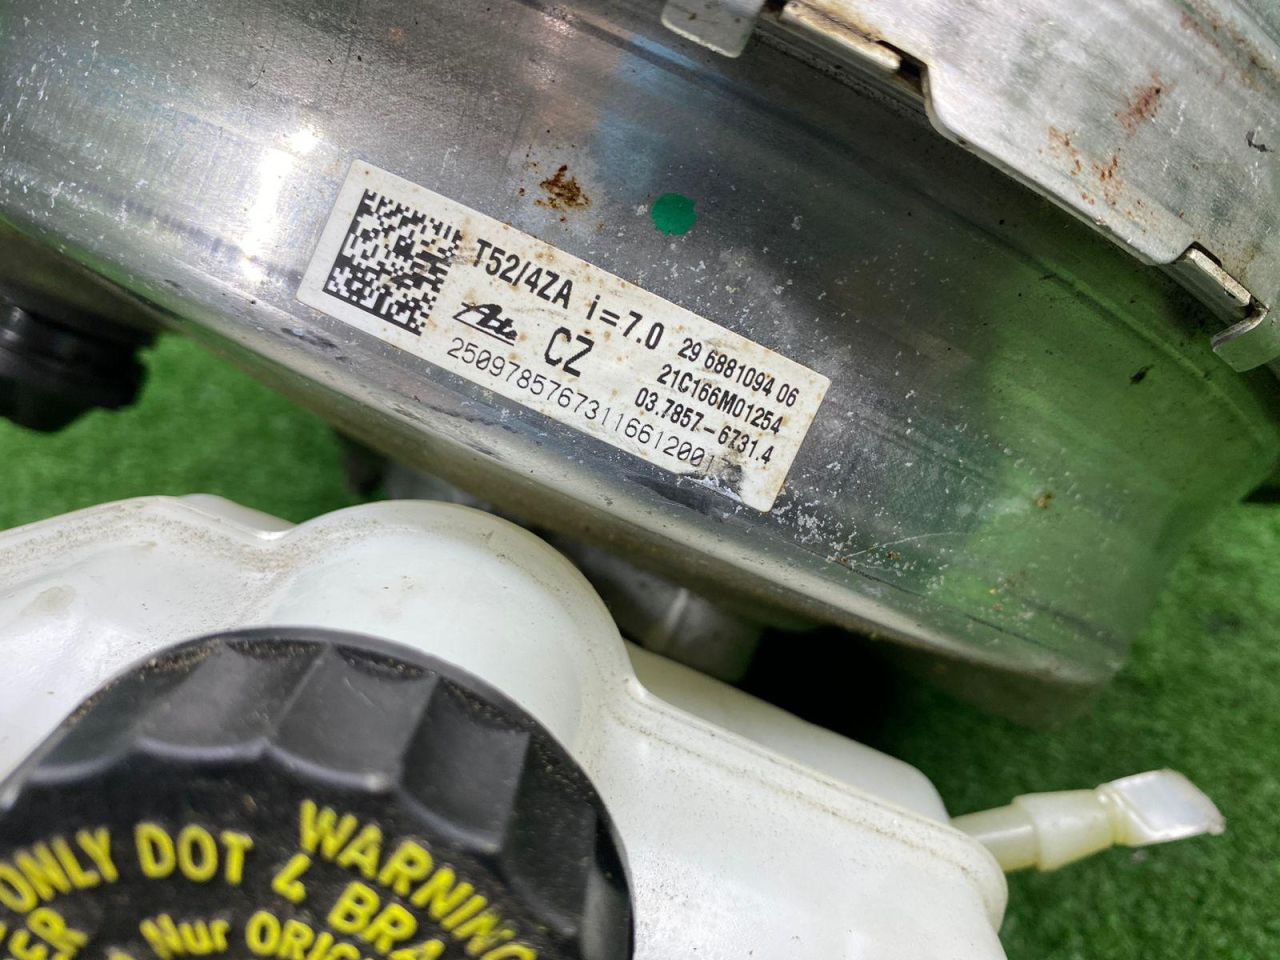 T52/4ZA i=7.0
Ate CZ
29 6881094 06
21C166M01254
03.7857-6731.4
WARNING
ONLY DOT 4 BRA
Nur ORIG